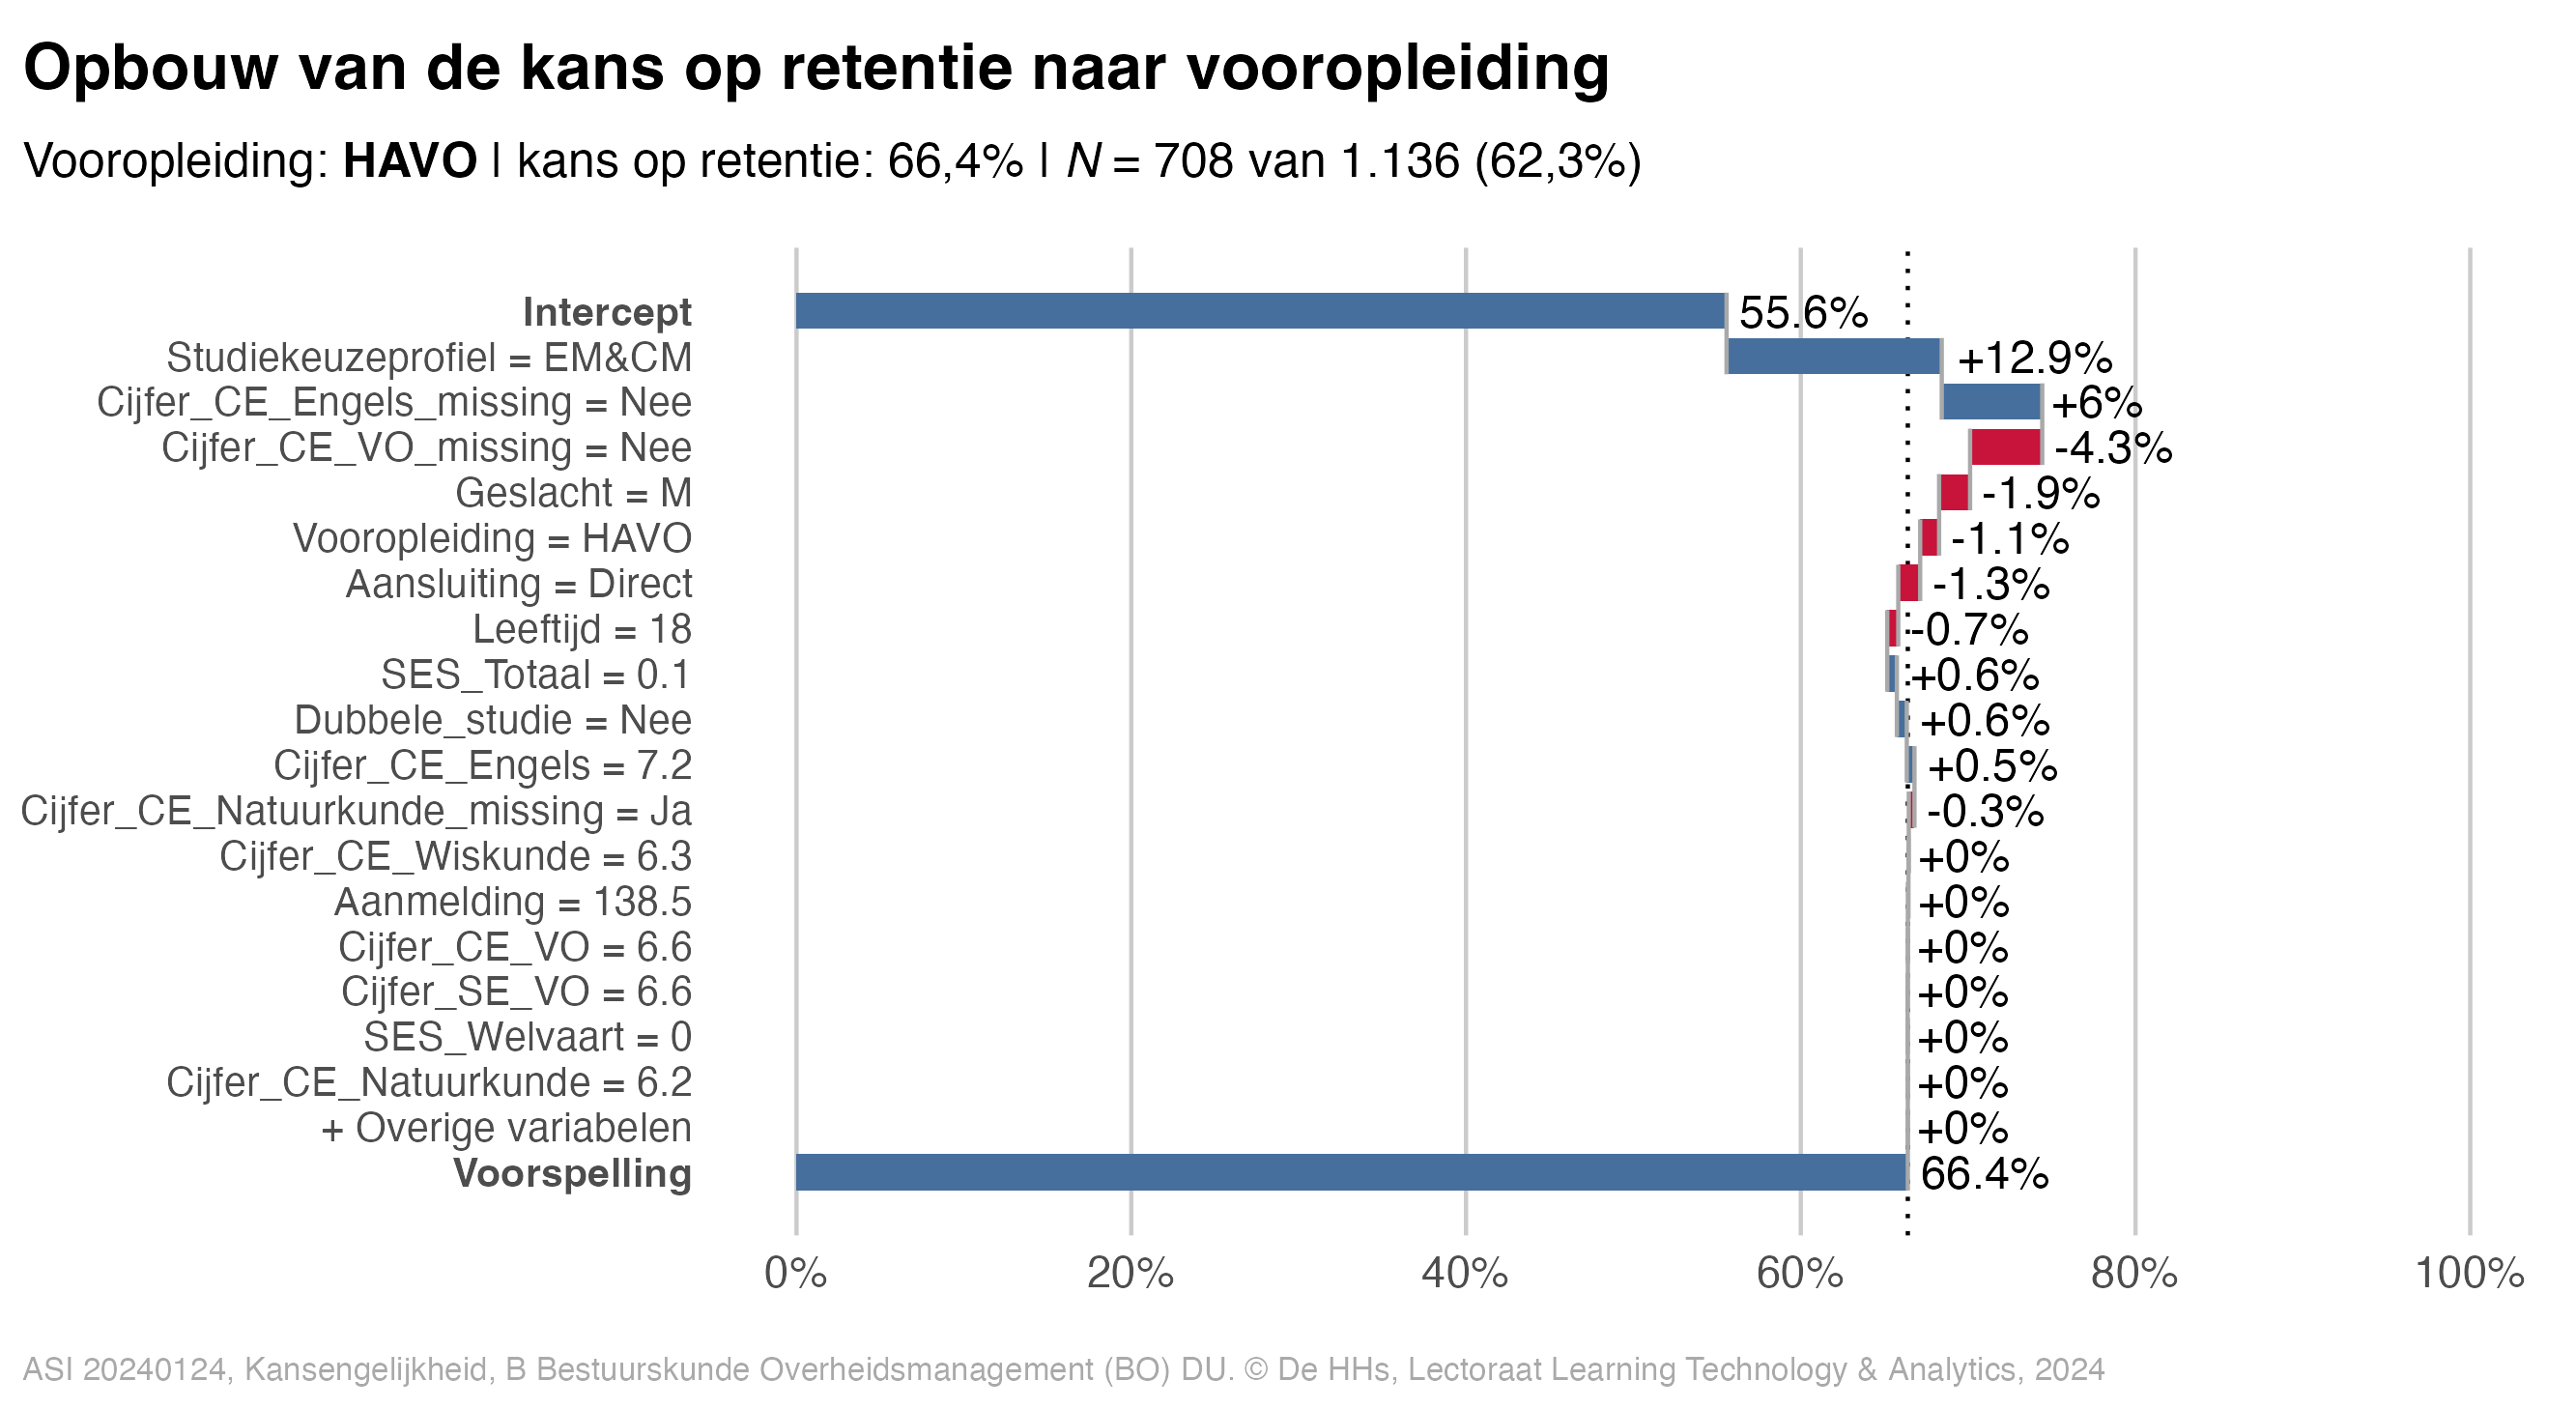 Opbouw van de kans op retentie naar vooropleiding
Vooropleiding: HAVO | kans op retentie: 66,4% | N = 708 van 1.136 (62,3%)
Intercept 55.6%
Studiekeuzeprofiel = EM&CM +12.9%
Cijfer_CE_Engels_missing = Nee +6%
Cijfer_CE_VO_missing = Nee -4.3%
Geslacht = M -1.9%
Vooropleiding = HAVO -1.1%
Aansluiting = Direct -1.3%
Leeftijd = 18 -0.7%
SES_Totaal = 0.1 +0.6%
Dubbele_studie = Nee +0.6%
Cijfer_CE_Engels = 7.2 +0.5%
Cijfer_CE_Natuurkunde_missing = Ja -0.3%
Cijfer_CE_Wiskunde = 6.3 +0%
Aanmelding = 138.5 +0%
Cijfer_CE_VO = 6.6 +0%
Cijfer_SE_VO = 6.6 +0%
SES_Welvaart = 0 +0%
Cijfer_CE_Natuurkunde = 6.2 +0%
+ Overige variabelen +0%
Voorspelling 66.4%
0% 20% 40% 60% 80% 100%
ASI 20240124, Kansengelijkheid, B Bestuurskunde Overheidsmanagement (BO) DU. © De HHs, Lectoraat Learning Technology & Analytics, 2024